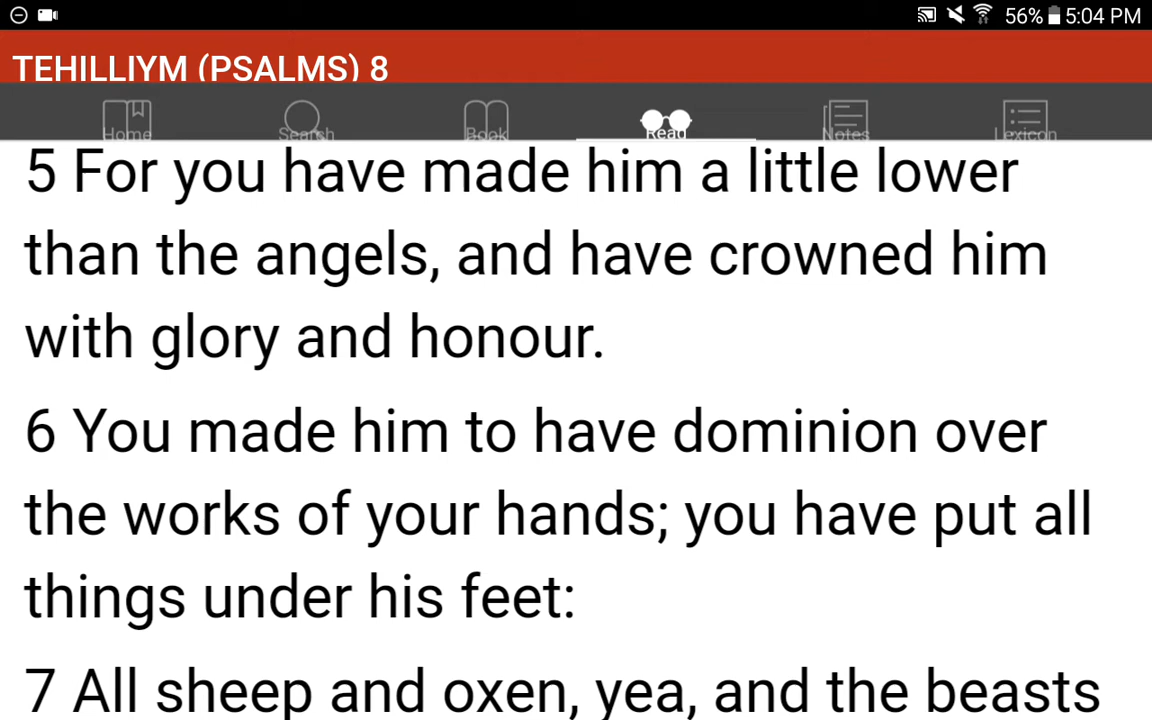 56% 5:04 PM
TEHILLIYM (PSALMS) 8
Home Search Book Read Notes Lexicon
5 For you have made him a little lower
than the angels, and have crowned him
with glory and honour.
6 You made him to have dominion over
the works of your hands; you have put all
things under his feet:
7 All sheep and oxen, yea, and the beasts